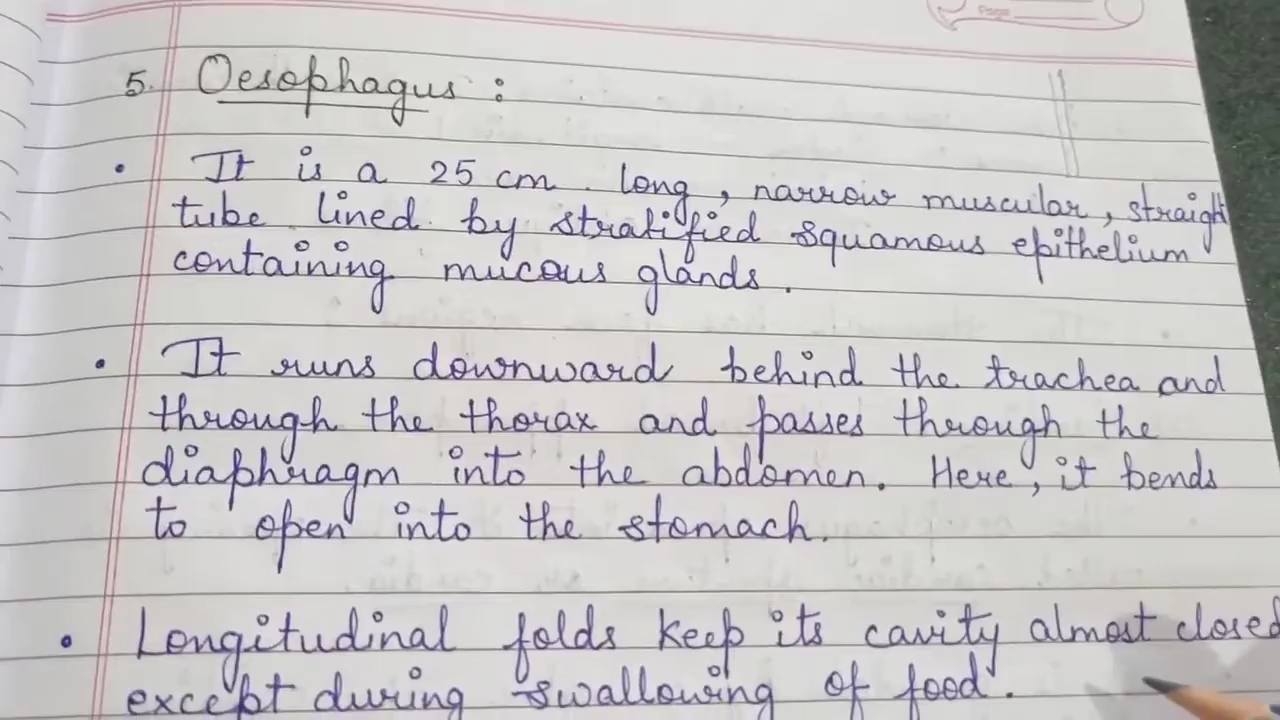 Page
5. Oesophagus :
• It is a 25 cm long, narrow muscular, straight
tube lined by stratified squamous epithelium
containing mucous glands.
• It runs downward behind the trachea and
through the thorax and passes through the
diaphragm into the abdomen. Here, it bends
to open into the stomach.
• Longitudinal folds keep its cavity almost closed
except during swallowing of food.